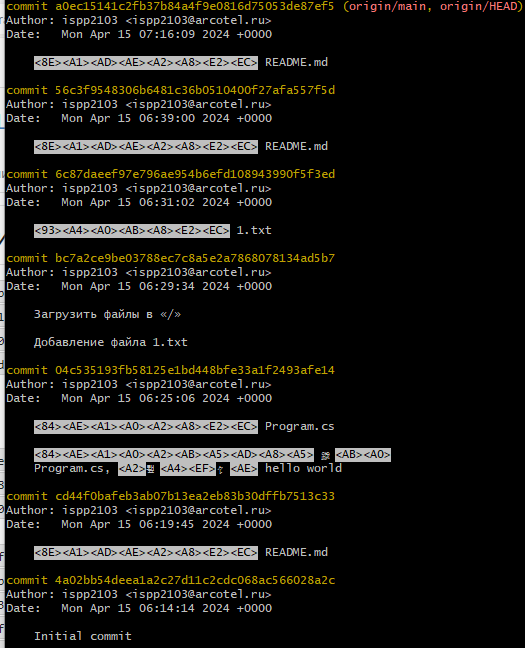 commit a0ec15141c2fb37b84a4f9e0816d75053de87ef5 (origin/main, origin/HEAD)
Author: ispp2103 <ispp2103@arcotel.ru>
Date:   Mon Apr 15 07:16:09 2024 +0000
<8E><A1><AD><AE><A2><A8><E2><EC> README.md
commit 56c3f9548306b6481c36b0510400f27afa557f5d
Author: ispp2103 <ispp2103@arcotel.ru>
Date:   Mon Apr 15 06:39:00 2024 +0000
<8E><A1><AD><AE><A2><A8><E2><EC> README.md
commit 6c87daeef97e796ae954b6efd108943990f5f3ed
Author: ispp2103 <ispp2103@arcotel.ru>
Date:   Mon Apr 15 06:31:02 2024 +0000
<93><A4><A0><AB><A8><E2><EC> 1.txt
commit bc7a2ce9be03788ec7c8a5e2a7868078134ad5b7
Author: ispp2103 <ispp2103@arcotel.ru>
Date:   Mon Apr 15 06:29:34 2024 +0000
Загрузить файлы в «/»
Добавление файла 1.txt
commit 04c535193fb58125e1bd448bfe33a1f2493afe14
Author: ispp2103 <ispp2103@arcotel.ru>
Date:   Mon Apr 15 06:25:06 2024 +0000
<84><AE><A1><A0><A2><A8><E2><EC> Program.cs
<84><AE><A1><A0><A2><AB><A5><AD><A8><A5> <AB><A0>
Program.cs, <A2> <A4><EF> <AE> hello world
commit cd44f0bafeb3ab07b13ea2eb83b30dffb7513c33
Author: ispp2103 <ispp2103@arcotel.ru>
Date:   Mon Apr 15 06:19:45 2024 +0000
<8E><A1><AD><AE><A2><A8><E2><EC> README.md
commit 4a02bb54deea1a2c27d11c2cdc068ac566028a2c
Author: ispp2103 <ispp2103@arcotel.ru>
Date:   Mon Apr 15 06:14:14 2024 +0000
Initial commit